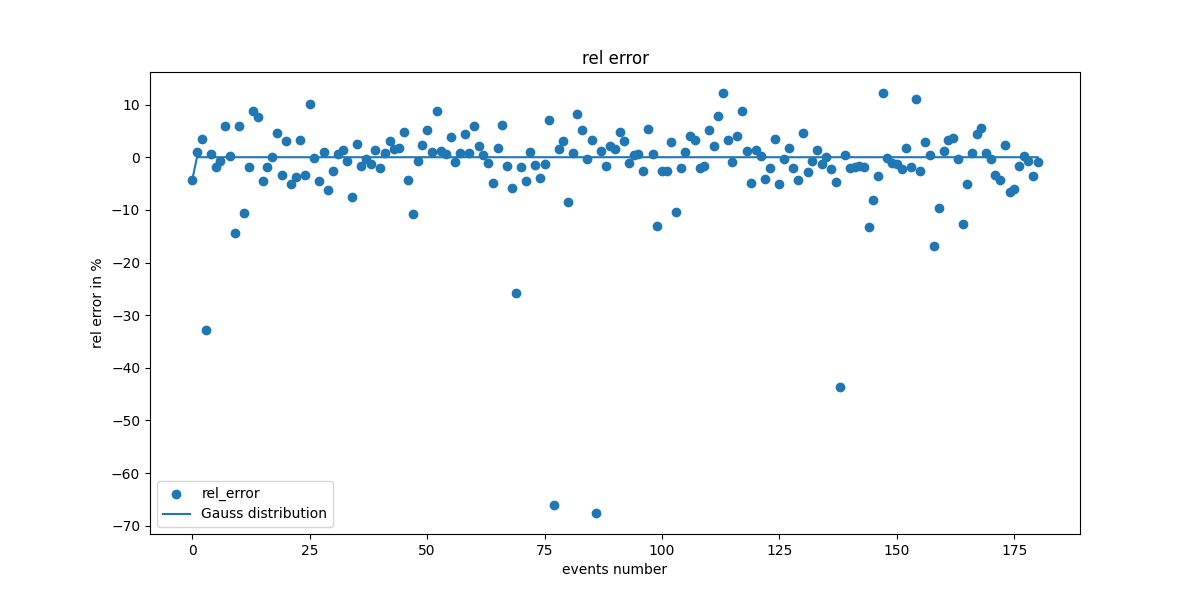 rel error
rel error in %
10
0
−10
−20
−30
−40
−50
−60
−70
rel_error
Gauss distribution
0 25 50 75 100 125 150 175
events number